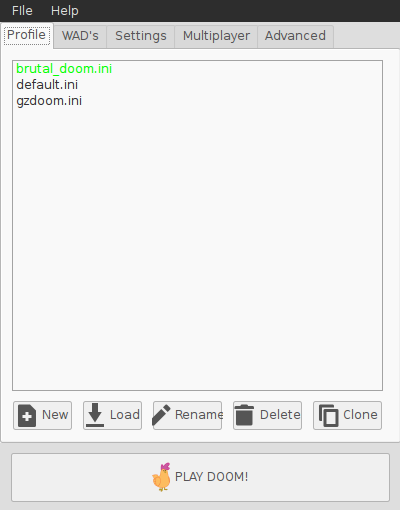 FIle Help
Profile WAD's Settings Multiplayer Advanced
brutal_doom.ini
default.ini
gzdoom.ini
New Load Rename Delete Clone
PLAY DOOM!